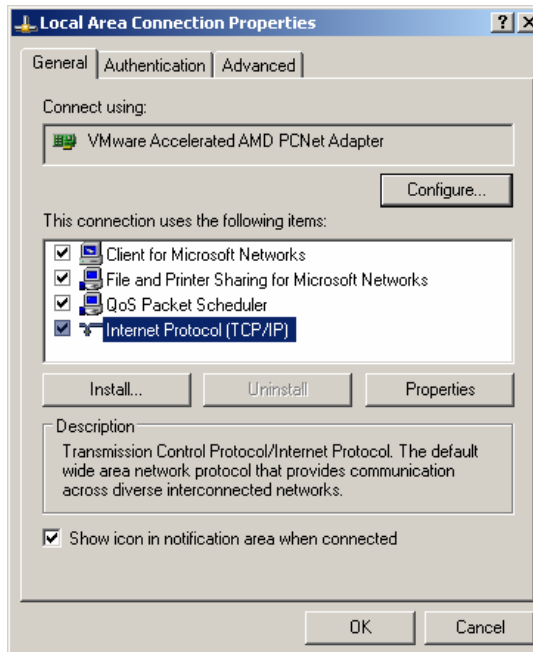 Local Area Connection Properties
General Authentication Advanced
Connect using:
VMware Accelerated AMD PCNet Adapter
Configure...
This connection uses the following items:
Client for Microsoft Networks
File and Printer Sharing for Microsoft Networks
QoS Packet Scheduler
Internet Protocol (TCP/IP)
Install... Uninstall Properties
Description
Transmission Control Protocol/Internet Protocol. The default
wide area network protocol that provides communication
across diverse interconnected networks.
Show icon in notification area when connected
OK Cancel